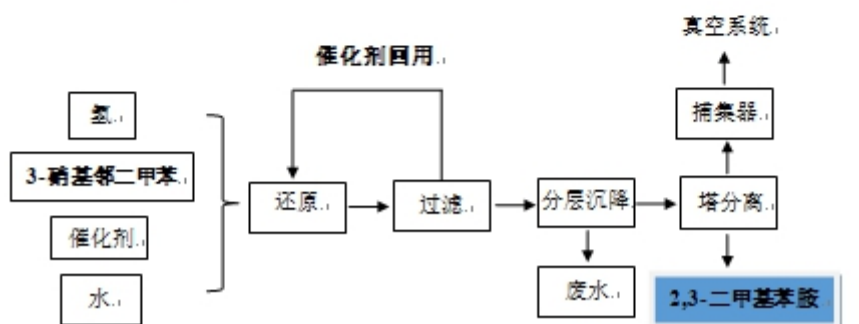 真空系统
催化剂回用
捕集器
氢
3-硝基邻二甲苯
还原
过滤
分层沉降
塔分离
催化剂
水
废水
2,3-二甲基苯胺